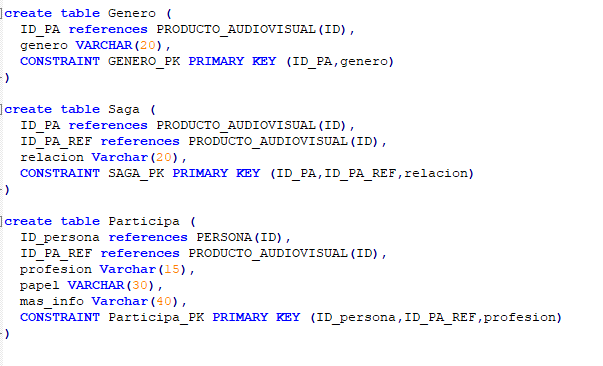 create table Genero (
ID_PA references PRODUCTO_AUDIOVISUAL(ID),
genero VARCHAR(20),
CONSTRAINT GENERO_PK PRIMARY KEY (ID_PA,genero)
)
create table Saga (
ID_PA references PRODUCTO_AUDIOVISUAL(ID),
ID_PA_REF references PRODUCTO_AUDIOVISUAL(ID),
relacion Varchar(20),
CONSTRAINT SAGA_PK PRIMARY KEY (ID_PA,ID_PA_REF,relacion)
)
create table Participa (
ID_persona references PERSONA(ID),
ID_PA_REF references PRODUCTO_AUDIOVISUAL(ID),
profesion Varchar(15),
papel VARCHAR(30),
mas_info Varchar(40),
CONSTRAINT Participa_PK PRIMARY KEY (ID_persona,ID_PA_REF,profesion)
)